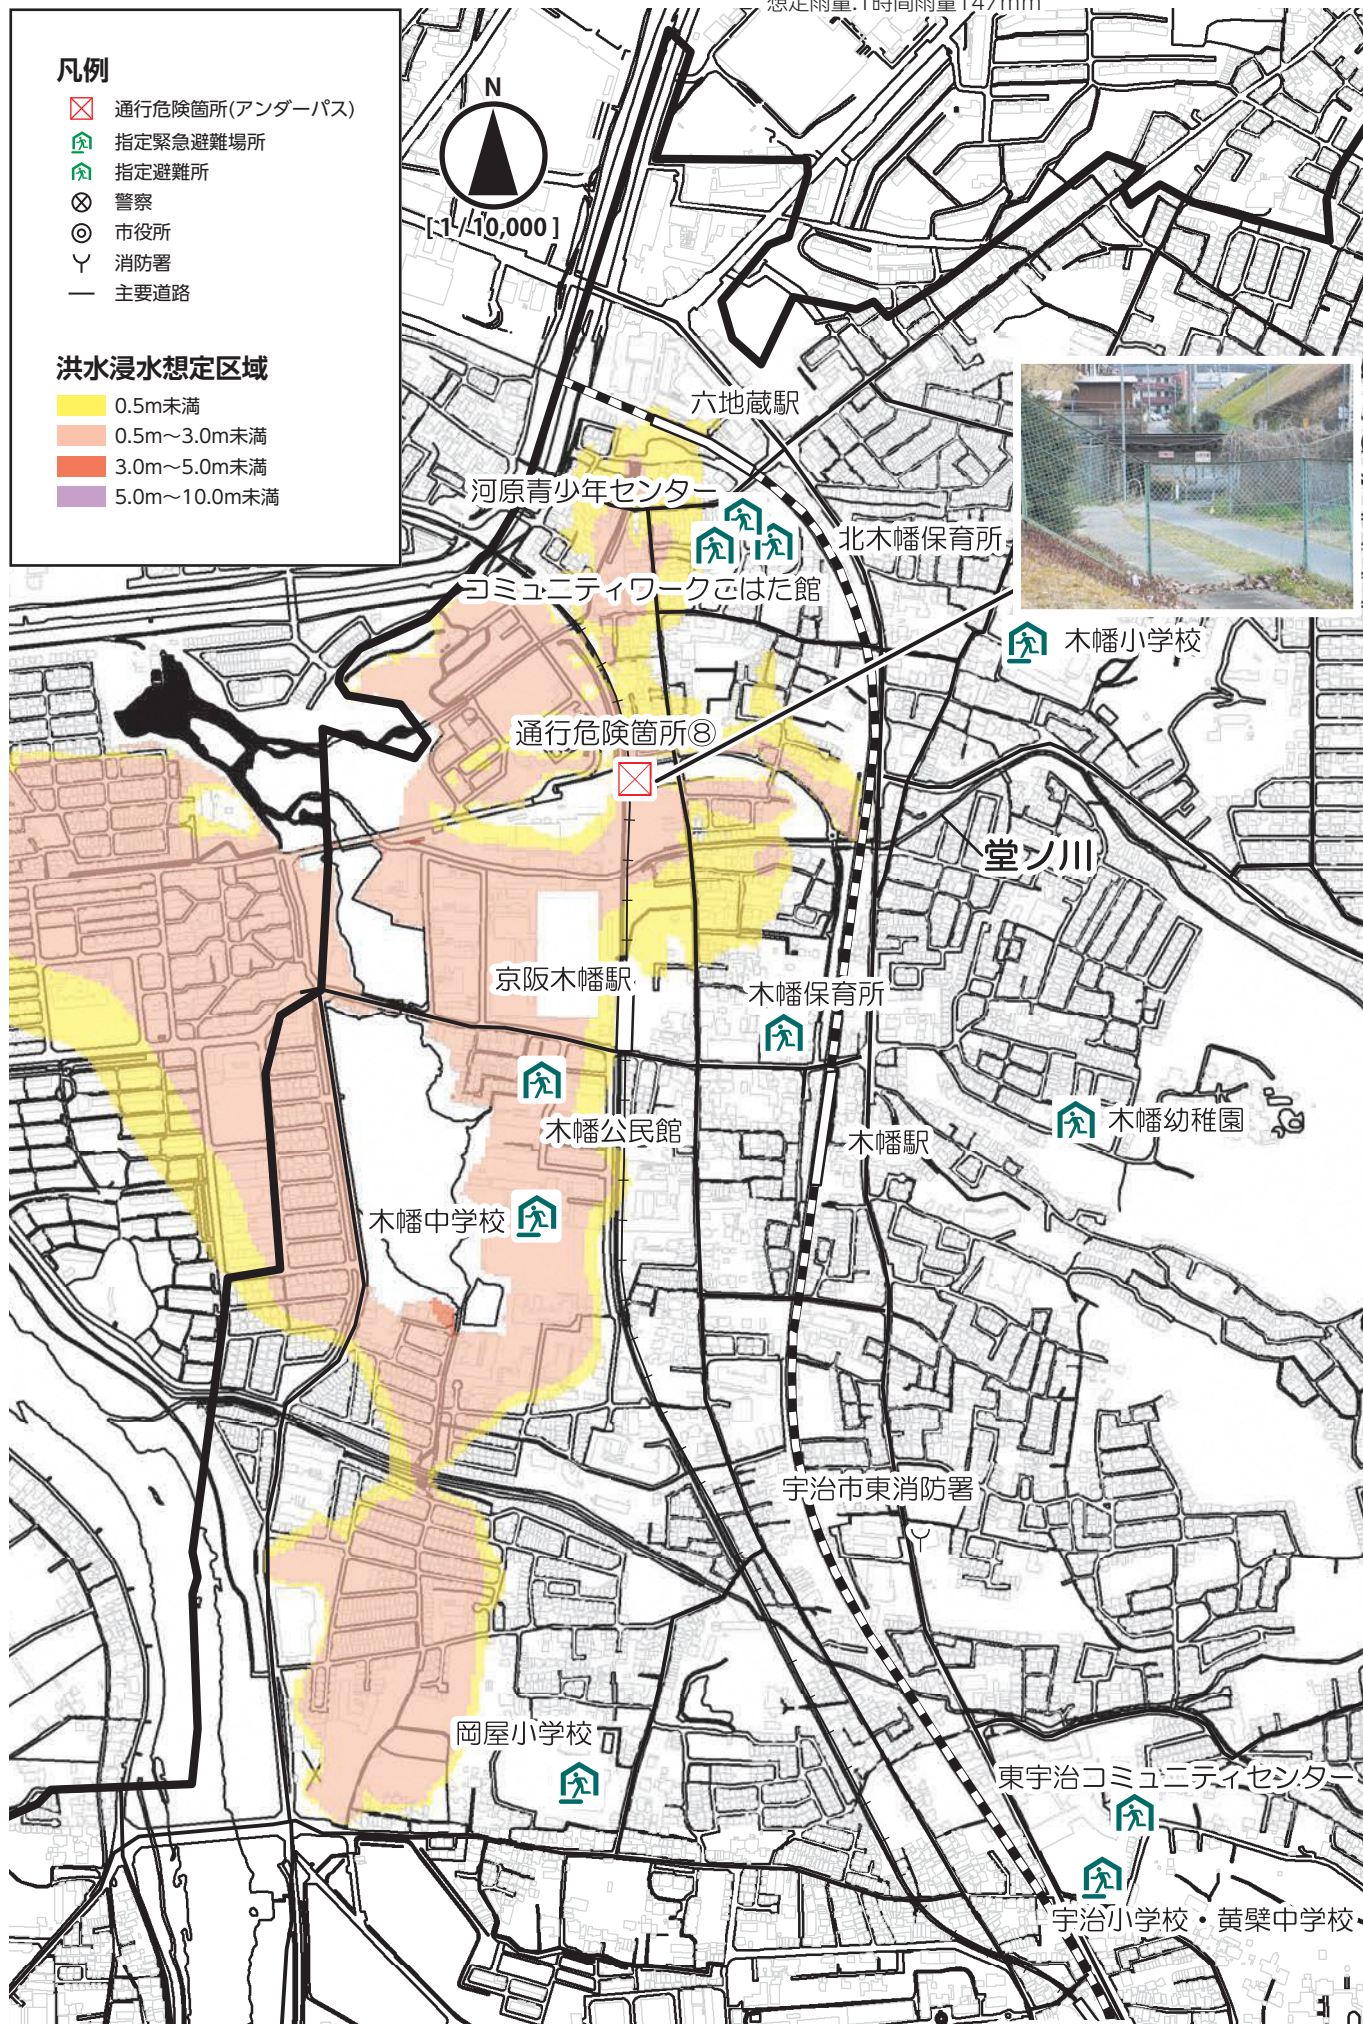 想定雨量:1時間雨量147mm
凡例
通行危険箇所(アンダーパス)
指定緊急避難場所
指定避難所
警察
市役所
消防署
主要道路
洪水浸水想定区域
0.5m未満
0.5m～3.0m未満
3.0m～5.0m未満
5.0m～10.0m未満
N
[ 1 / 10,000 ]
六地蔵駅
河原青少年センター
北木幡保育所
コミュニティワークこはた館
木幡小学校
通行危険箇所⑧
堂ノ川
京阪木幡駅
木幡保育所
木幡公民館
木幡駅
木幡幼稚園
木幡中学校
宇治市東消防署
岡屋小学校
東宇治コミュニティセンター
宇治小学校・黄檗中学校